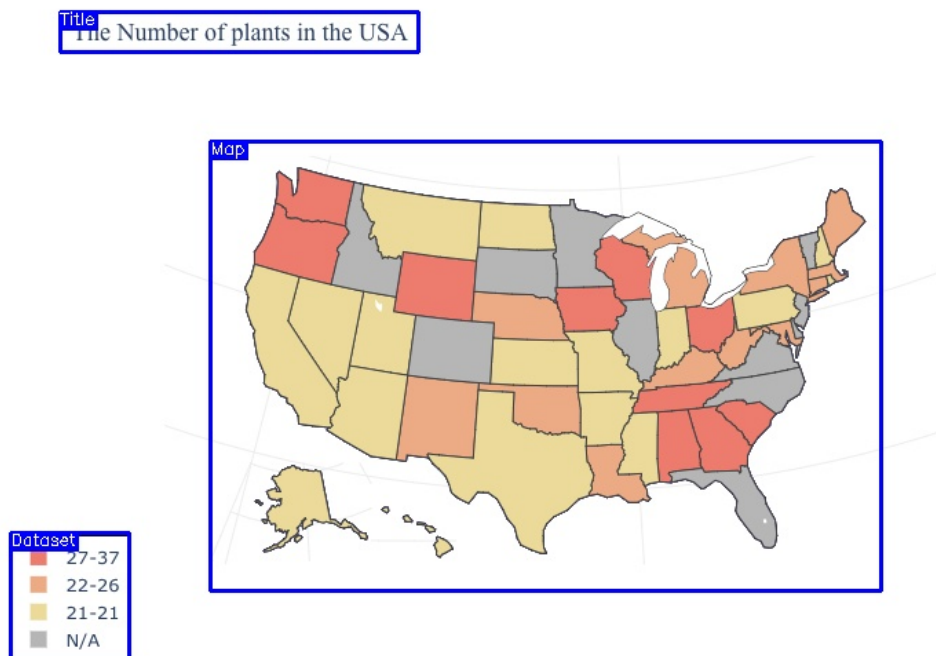 Title
The Number of plants in the USA
Map
Dataset
27-37
22-26
21-21
N/A